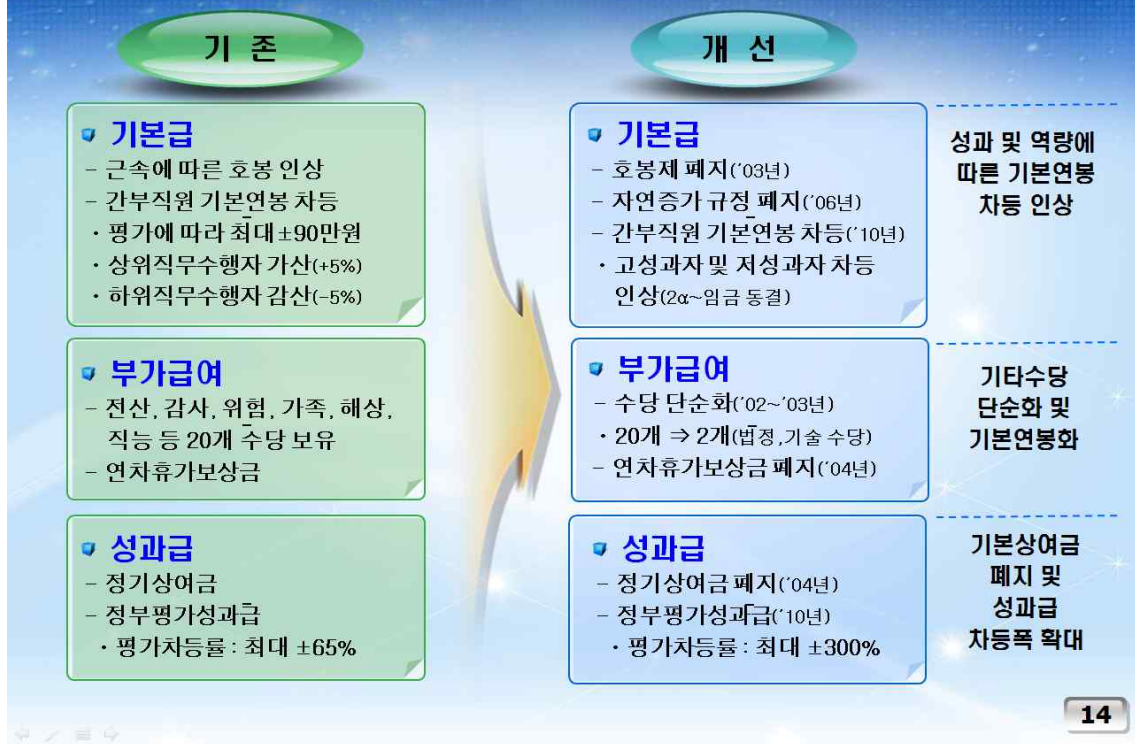 기 존
개 선
기본급
– 근속에 따른 호봉 인상
– 간부직원 기본연봉 차등
· 평가에 따라 최대 ±90만원
· 상위직무수행자 가산(+5%)
· 하위직무수행자 감산(–5%)
기본급
– 호봉제 폐지(‘03년)
– 자연증가 규정 폐지(‘06년)
– 간부직원 기본연봉 차등(‘10년)
· 고성과자 및 저성과자 차등
인상(2α~임금 동결)
성과 및 역량에
따른 기본연봉
차등 인상
부가급여
– 전산, 감사, 위험, 가족, 해상,
직능 등 20개 수당 보유
– 연차휴가보상금
부가급여
– 수당 단순화(‘02~’03년)
· 20개 ⇒ 2개(법정,기술 수당)
– 연차휴가보상금 폐지(‘04년)
기타수당
단순화 및
기본연봉화
성과급
– 정기상여금
– 정부평가성과급
· 평가차등률 : 최대 ±65%
성과급
– 정기상여금 폐지(‘04년)
– 정부평가성과급(‘10년)
· 평가차등률 : 최대 ±300%
기본상여금
폐지 및
성과급
차등폭 확대
14